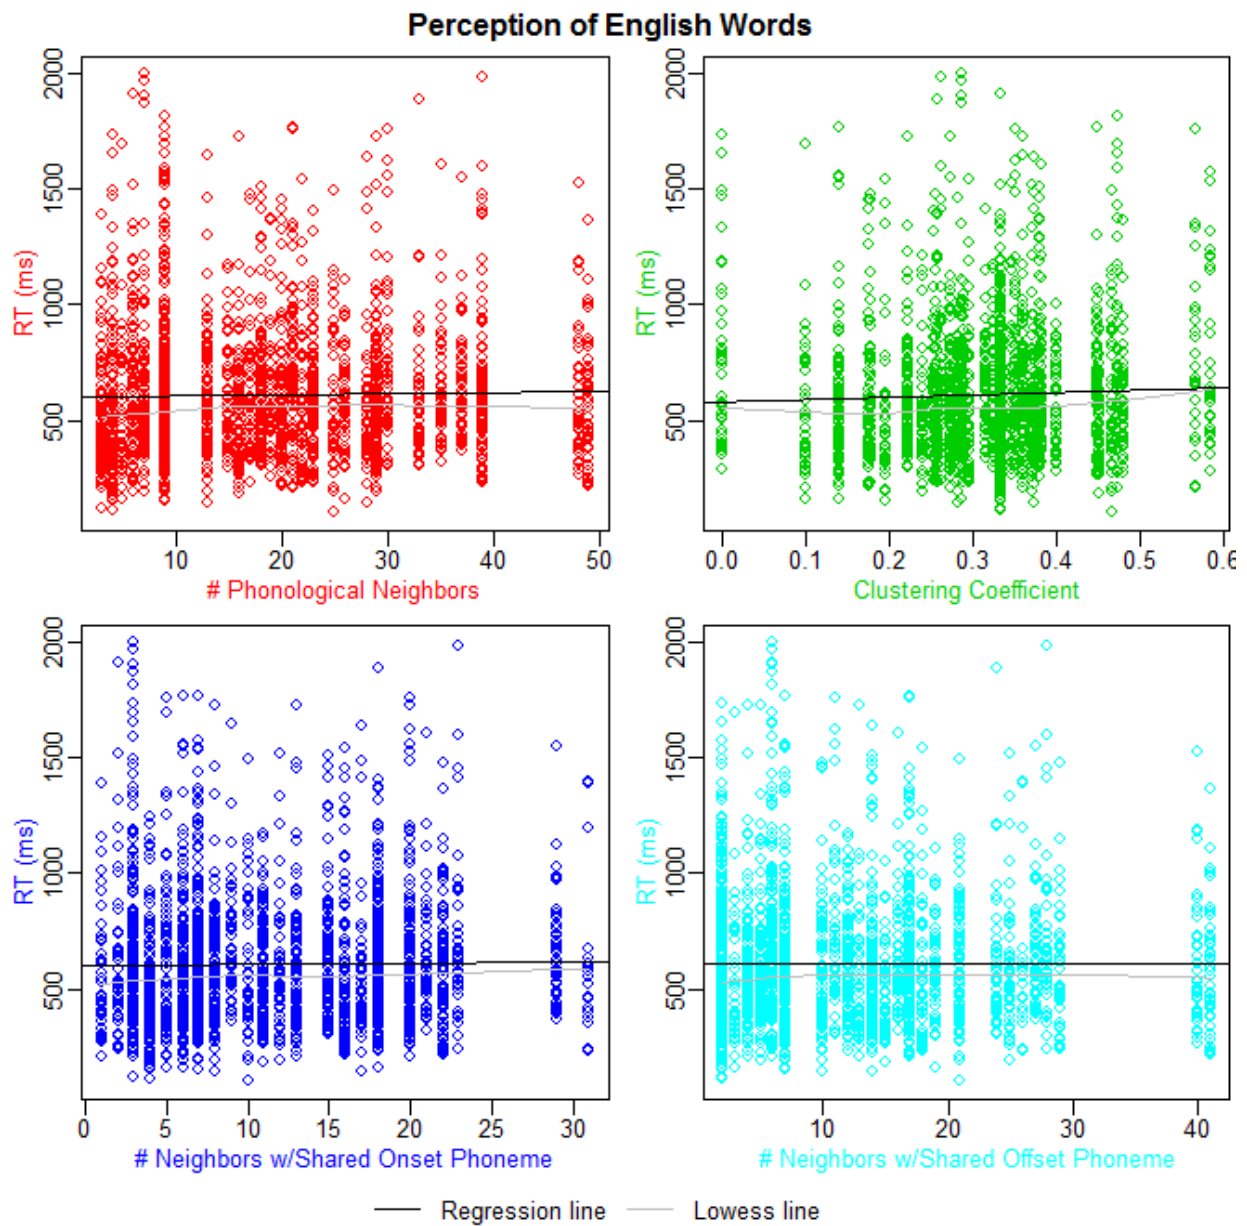 Perception of English Words
RT (ms)
500 1000 1500 2000
10 20 30 40 50
# Phonological Neighbors
RT (ms)
500 1000 1500 2000
0.0 0.1 0.2 0.3 0.4 0.5 0.6
Clustering Coefficient
RT (ms)
500 1000 1500 2000
0 5 10 15 20 25 30
# Neighbors w/Shared Onset Phoneme
RT (ms)
500 1000 1500 2000
10 20 30 40
# Neighbors w/Shared Offset Phoneme
Regression line Lowess line